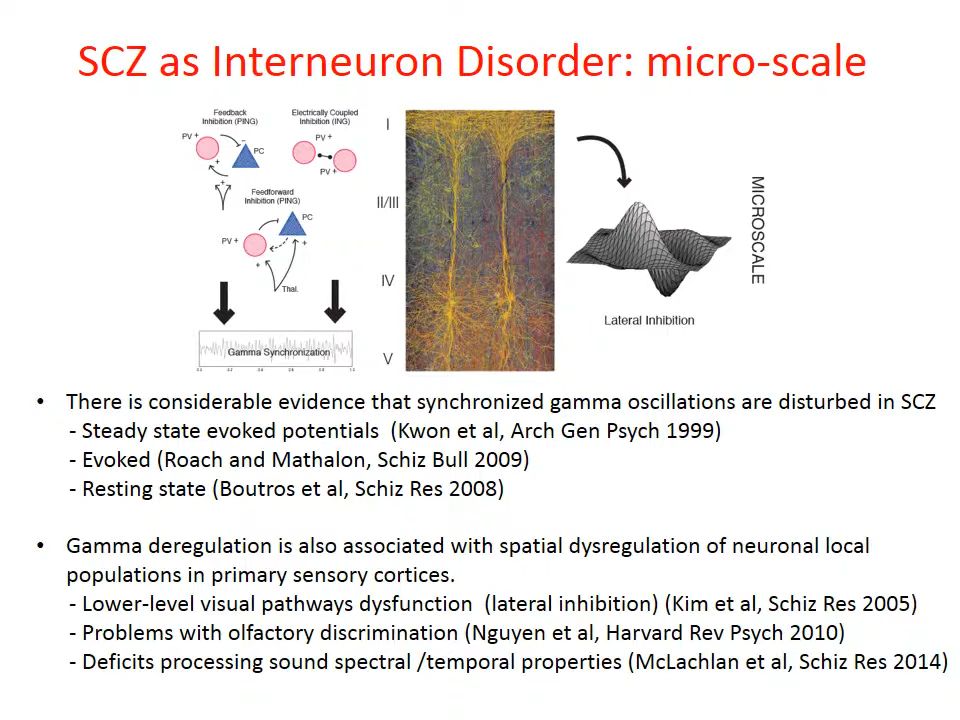 SCZ as Interneuron Disorder: micro-scale
Feedback
Inhibition (PING)
PV +
PC
–
+
+
Electrically Coupled
Inhibition (ING)
PV +
PV +
Feedforward
Inhibition (PING)
PC
PV +
+
+
Thal.
Gamma Synchronization
I
II/III
IV
V
Lateral Inhibition
MICROSCALE
• There is considerable evidence that synchronized gamma oscillations are disturbed in SCZ
- Steady state evoked potentials (Kwon et al, Arch Gen Psych 1999)
- Evoked (Roach and Mathalon, Schiz Bull 2009)
- Resting state (Boutros et al, Schiz Res 2008)
• Gamma deregulation is also associated with spatial dysregulation of neuronal local
populations in primary sensory cortices.
- Lower-level visual pathways dysfunction (lateral inhibition) (Kim et al, Schiz Res 2005)
- Problems with olfactory discrimination (Nguyen et al, Harvard Rev Psych 2010)
- Deficits processing sound spectral /temporal properties (McLachlan et al, Schiz Res 2014)